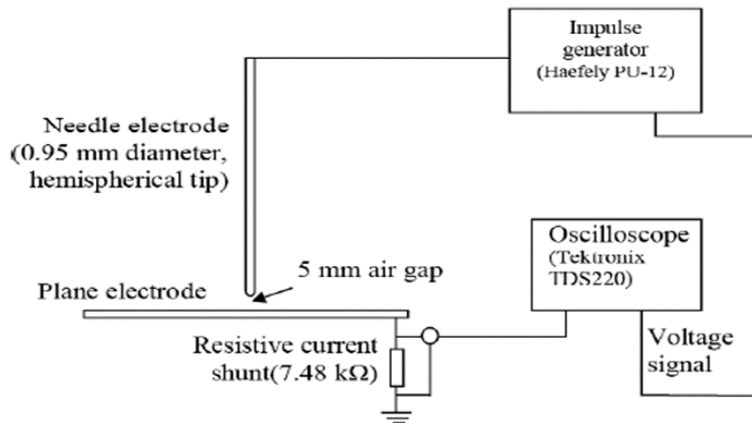 Impulse
generator
(Haefely PU-12)
Needle electrode
(0.95 mm diameter,
hemispherical tip)
Oscilloscope
(Tektronix
TDS220)
5 mm air gap
Plane electrode
Resistive current
shunt(7.48 kΩ)
Voltage
signal